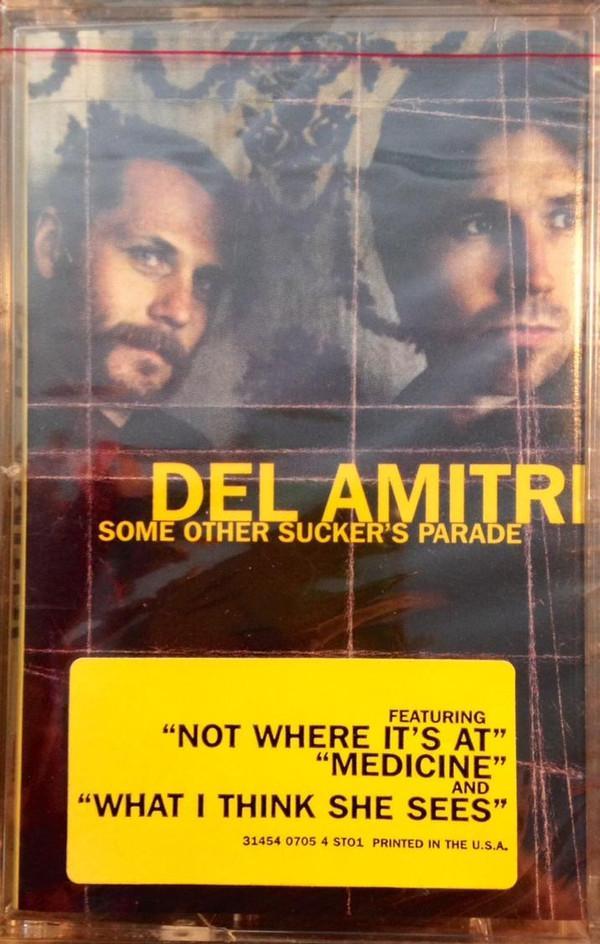 DEL AMITRI
SOME OTHER SUCKER'S PARADE
FEATURING
“NOT WHERE IT'S AT”
“MEDICINE”
AND
“WHAT I THINK SHE SEES”
31454 0705 4 STO1 PRINTED IN THE U.S.A.